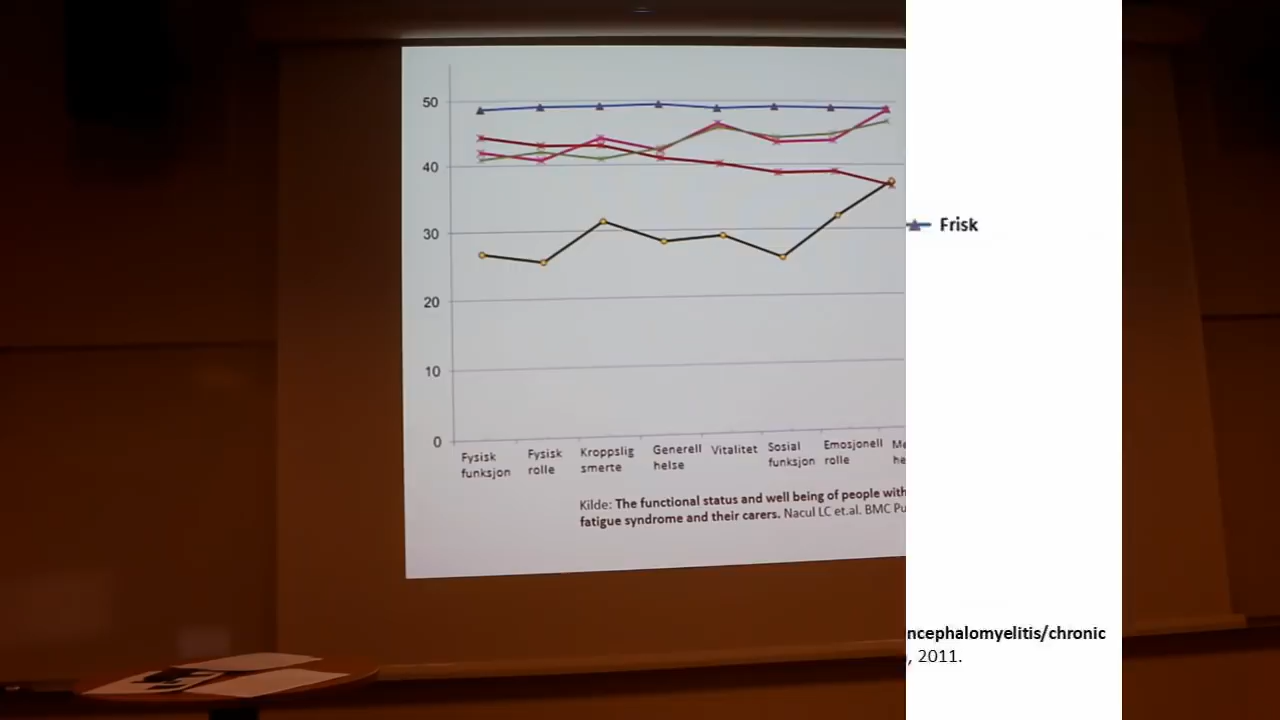 50
40
30
20
10
0
Fysisk funksjon
Fysisk rolle
Kroppslig smerte
Generell helse
Vitalitet
Sosial funksjon
Emosjonell rolle
Kilde: The functional status and well being of people with
fatigue syndrome and their carers. Nacul LC et.al. BMC
Frisk
ncephalomyelitis/chronic
, 2011.